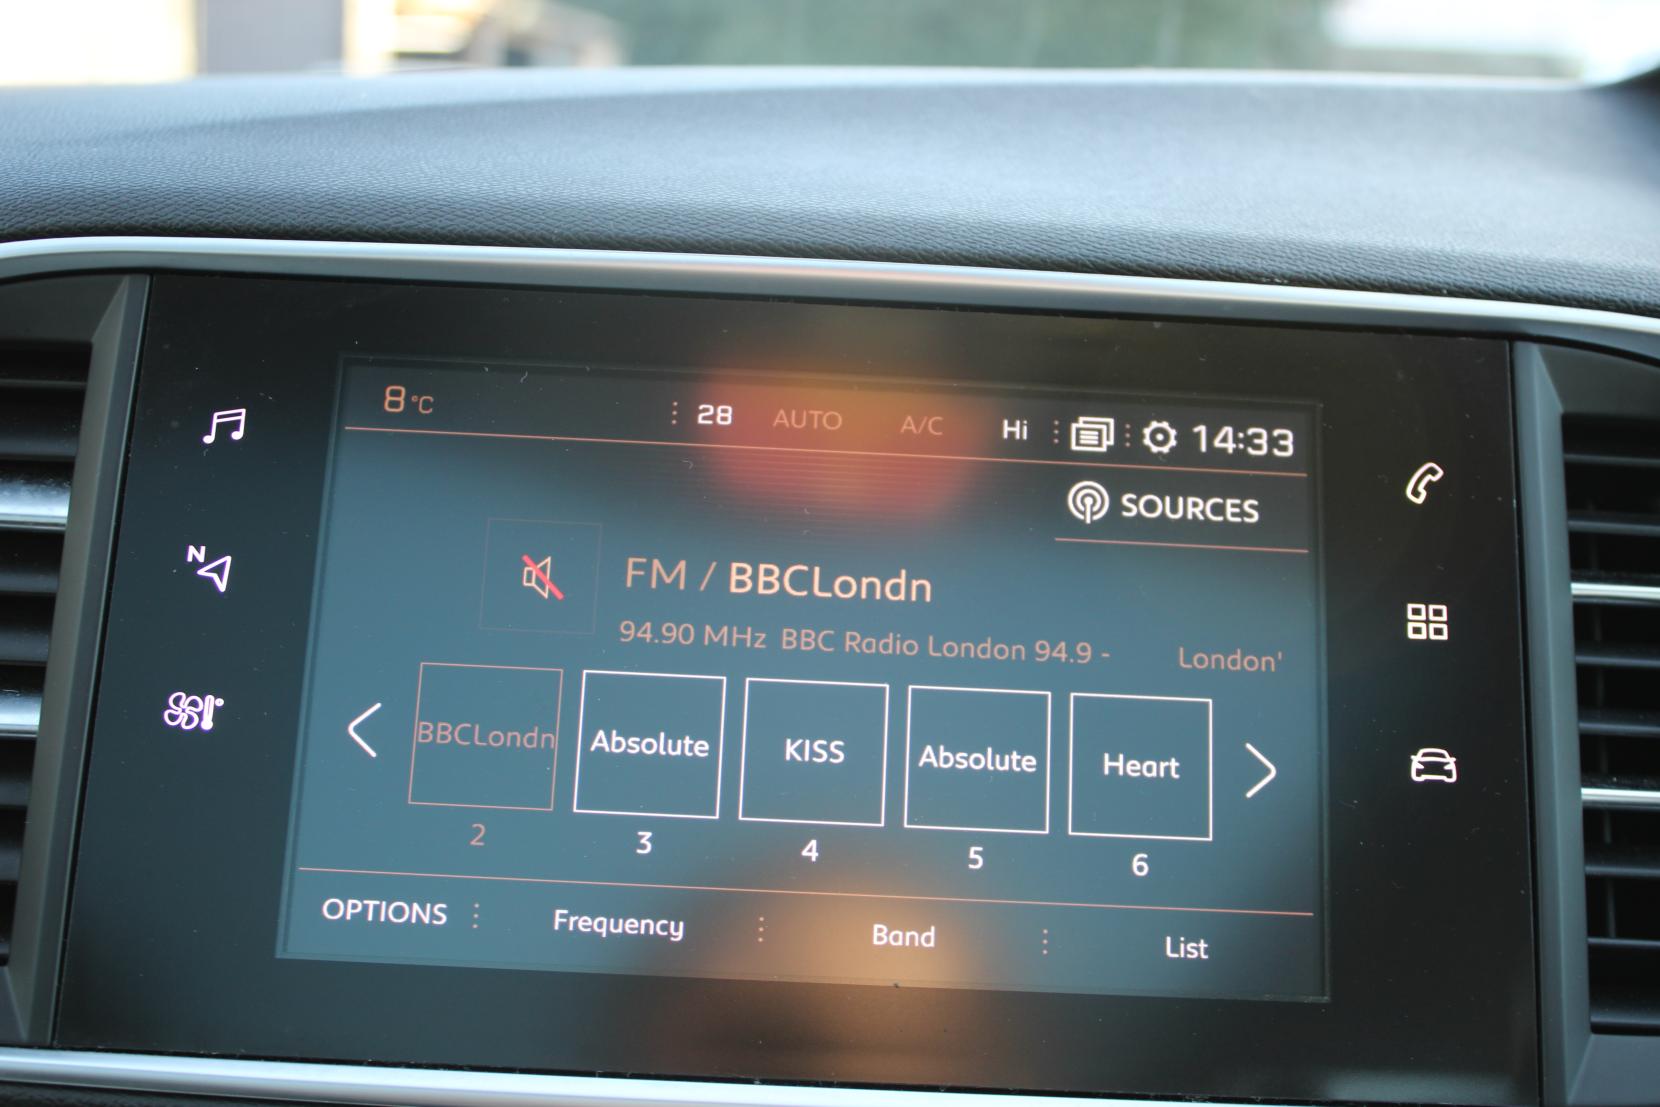 8°C 28 AUTO A/C Hi 14:33
SOURCES
FM / BBCLondn
94.90 MHz BBC Radio London 94.9 - London'
N
BBCLondn Absolute KISS Absolute Heart
2 3 4 5 6
OPTIONS Frequency Band List